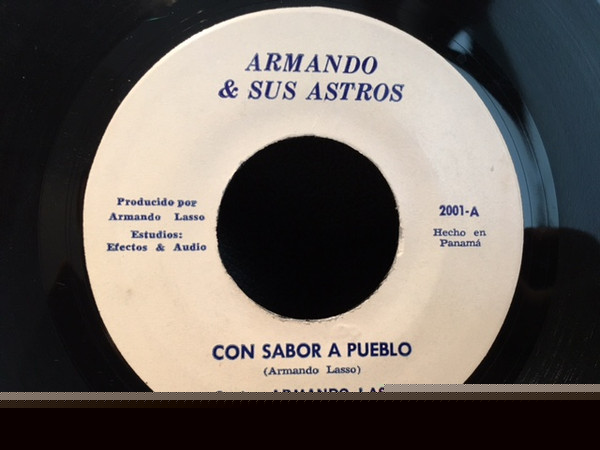 ARMANDO
& SUS ASTROS
Producido por
Armando Lasso
Estudios:
Efectos & Audio
2001-A
Hecho en
Panamá
CON SABOR A PUEBLO
(Armando Lasso)
ARMANDO